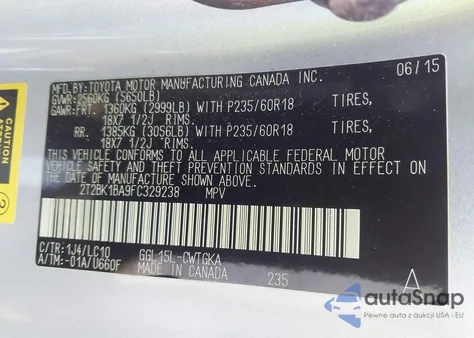 MFD.BY:TOYOTA MOTOR MANUFACTURING CANADA INC. 06/15
GVWR:2560KG (5650LB)
GAWR:FRT. 1360KG (2999LB) WITH P235/60R18 TIRES,
18X7 1/2J RIMS.
RR. 1385KG (3056LB) WITH P235/60R18 TIRES,
18X7 1/2J RIMS.
THIS VEHICLE CONFORMS TO ALL APPLICABLE FEDERAL MOTOR
VEHICLE SAFETY AND THEFT PREVENTION STANDARDS IN EFFECT ON
THE DATE OF MANUFACTURE SHOWN ABOVE.
2T2BK1BA9FC329238 MPV
C/TR:1J4/LC10 GGL15L-CWTGKA
A/TM:-01A/U660F MADE IN CANADA 235 A
CAUTION
2
autaSnap
Pewne auta z aukcji USA i EU